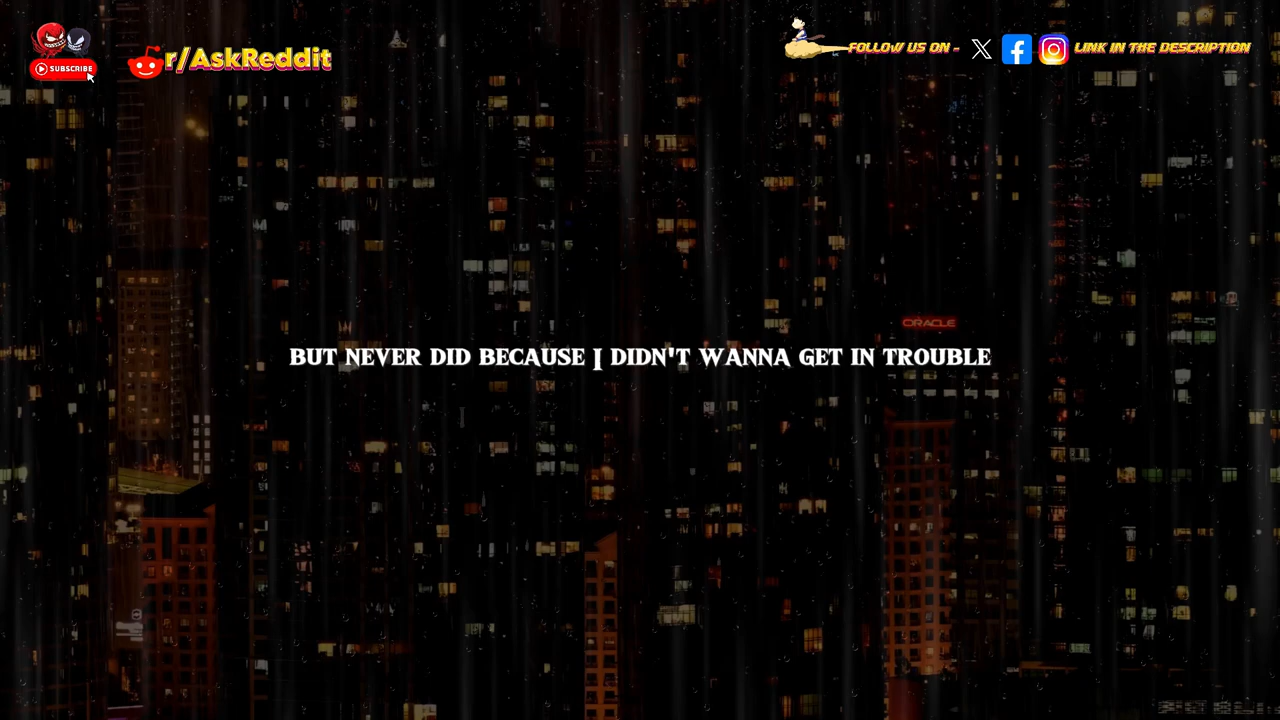 SUBSCRIBE
r/AskReddit
FOLLOW US ON -
LINK IN THE DESCRIPTION
ORACLE
BUT NEVER DID BECAUSE I DIDN'T WANNA GET IN TROUBLE